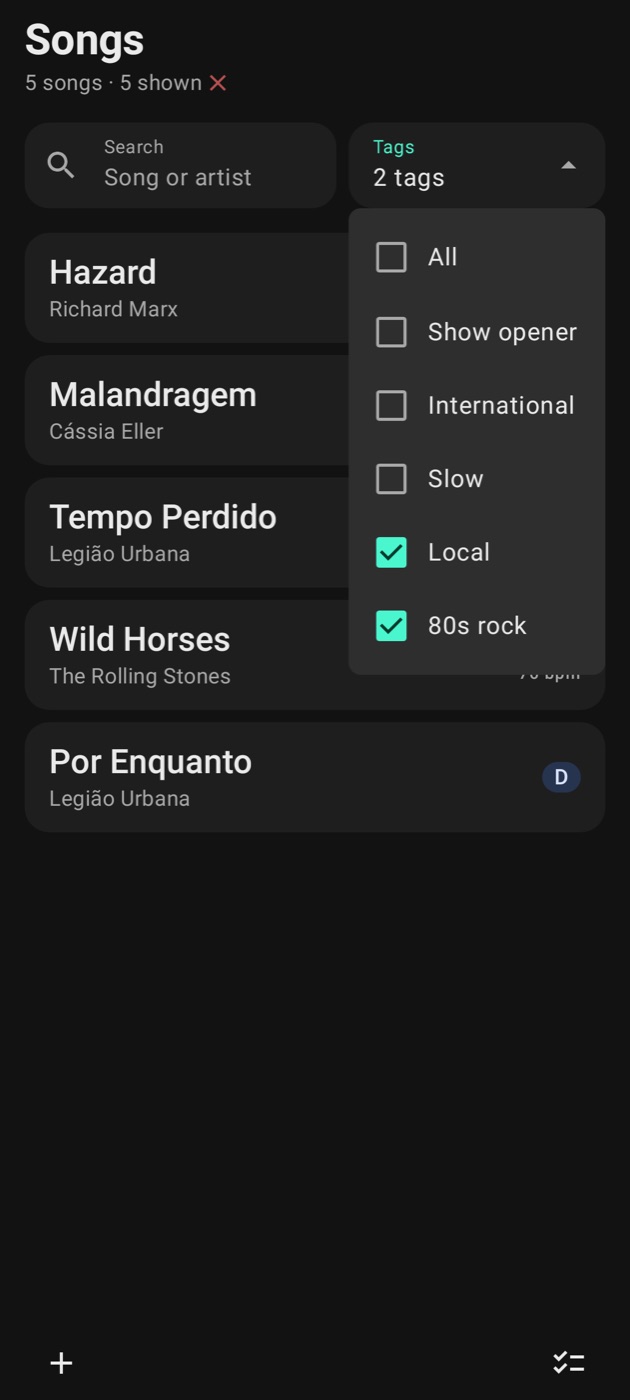 Songs
5 songs · 5 shown
Search
Song or artist
Tags
2 tags
All
Show opener
International
Slow
Local
80s rock
Hazard
Richard Marx
Malandragem
Cássia Eller
Tempo Perdido
Legião Urbana
Wild Horses
The Rolling Stones
bpm
Por Enquanto
Legião Urbana
D